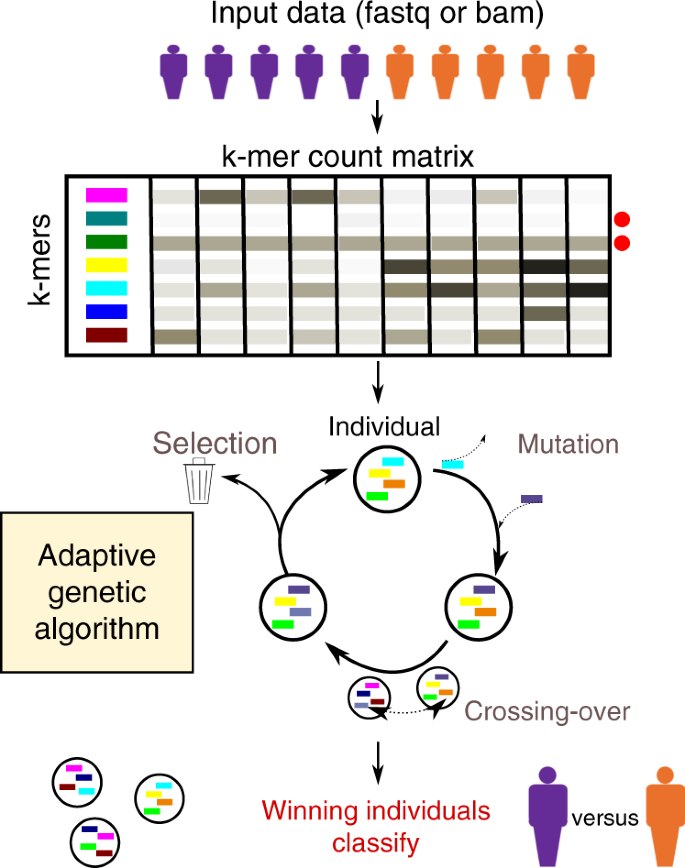 Input data (fastq or bam)
k-mer count matrix
k-mers
Individual
Selection
Mutation
Adaptive
genetic
algorithm
Crossing-over
Winning individuals
classify
versus